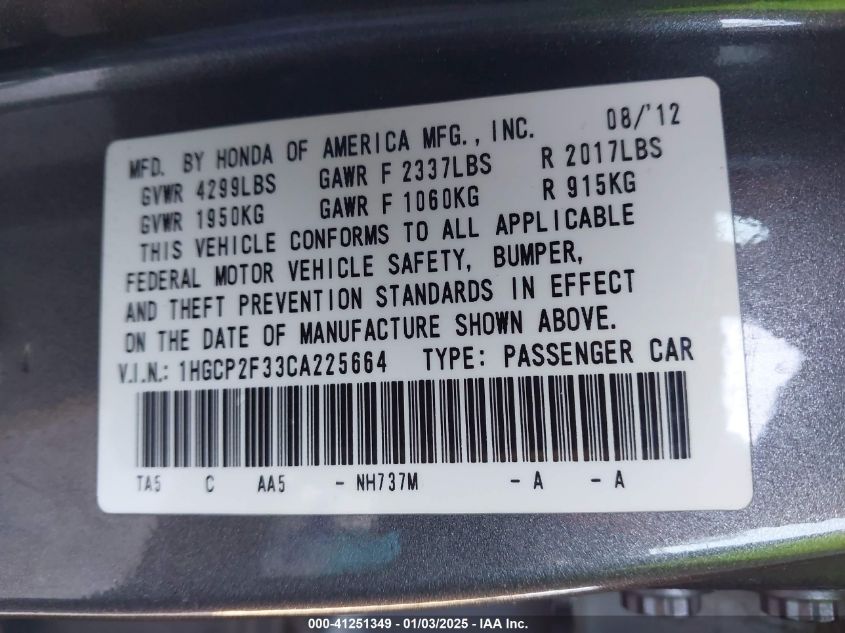 MFD. BY HONDA OF AMERICA MFG., INC. 08/'12
GVWR 4299LBS GAWR F 2337LBS R 2017LBS
GVWR 1950KG GAWR F 1060KG R 915KG
THIS VEHICLE CONFORMS TO ALL APPLICABLE
FEDERAL MOTOR VEHICLE SAFETY, BUMPER,
AND THEFT PREVENTION STANDARDS IN EFFECT
ON THE DATE OF MANUFACTURE SHOWN ABOVE.
V.I.N.: 1HGCP2F33CA225664 TYPE: PASSENGER CAR
TA5 C AA5 - NH737M - A - A
000-41251349 | 01/03/2025 - IAA Inc.